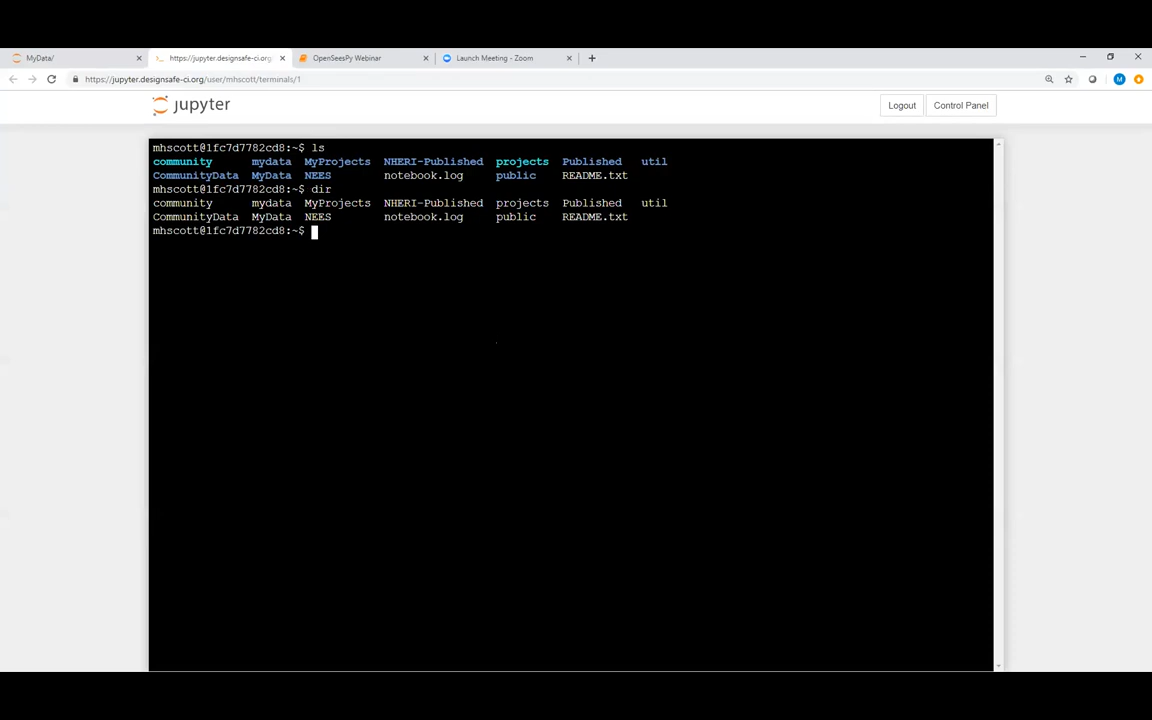 MyData/ https://jupyter.designsafe-ci.org OpenSeesPy Webinar Launch Meeting - Zoom
https://jupyter.designsafe-ci.org/user/mhscott/terminals/1 M
jupyter Logout Control Panel
mhscott@1fc7d7782cd8:~$ ls
community mydata MyProjects NHERI-Published projects Published util
CommunityData MyData NEES notebook.log public README.txt
mhscott@1fc7d7782cd8:~$ dir
community mydata MyProjects NHERI-Published projects Published util
CommunityData MyData NEES notebook.log public README.txt
mhscott@1fc7d7782cd8:~$